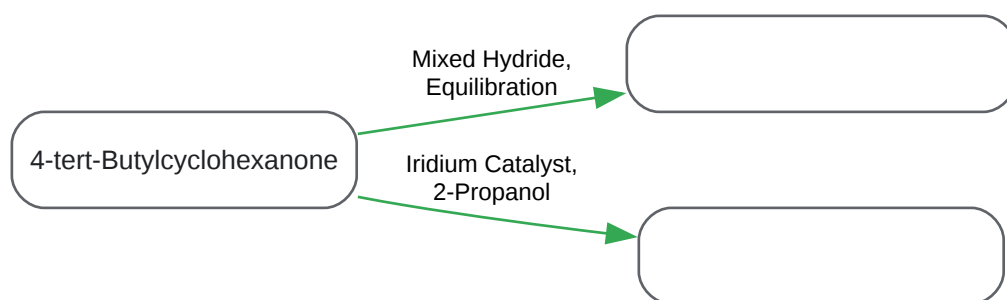 Mixed Hydride,
Equilibration
4-tert-Butylcyclohexanone
Iridium Catalyst,
2-Propanol